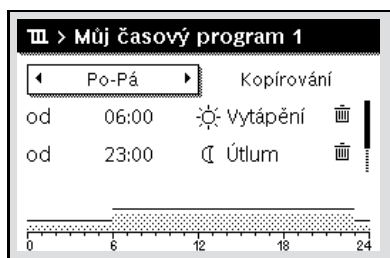 > Můj časový program 1
Po-Pá Kopírování
od 06:00 Vytápění
od 23:00 Útlum
0 6 12 18 24